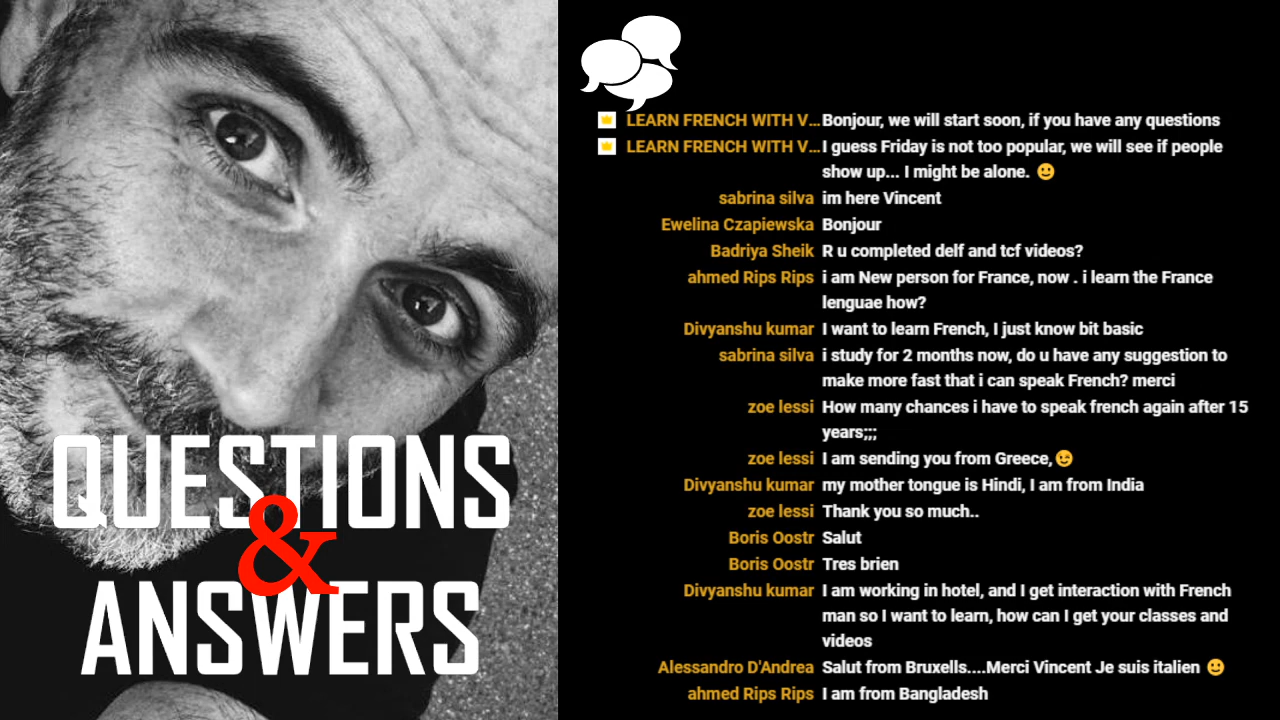 QUESTIONS
&
ANSWERS
LEARN FRENCH WITH V... Bonjour, we will start soon, if you have any questions
LEARN FRENCH WITH V... I guess Friday is not too popular, we will see if people
show up... I might be alone. 😀
sabrina silva im here Vincent
Ewelina Czapiewska Bonjour
Badriya Sheik R u completed delf and tcf videos?
ahmed Rips Rips i am New person for France, now . i learn the France
lenguae how?
Divyanshu kumar I want to learn French, I just know bit basic
sabrina silva i study for 2 months now, do u have any suggestion to
make more fast that i can speak French? merci
zoe lessi How many chances i have to speak french again after 15
years;;;
zoe lessi I am sending you from Greece,😉
Divyanshu kumar my mother tongue is Hindi, I am from India
zoe lessi Thank you so much..
Boris Oostr Salut
Boris Oostr Tres brien
Divyanshu kumar I am working in hotel, and I get interaction with French
man so I want to learn, how can I get your classes and
videos
Alessandro D'Andrea Salut from Bruxells....Merci Vincent Je suis italien 😀
ahmed Rips Rips I am from Bangladesh